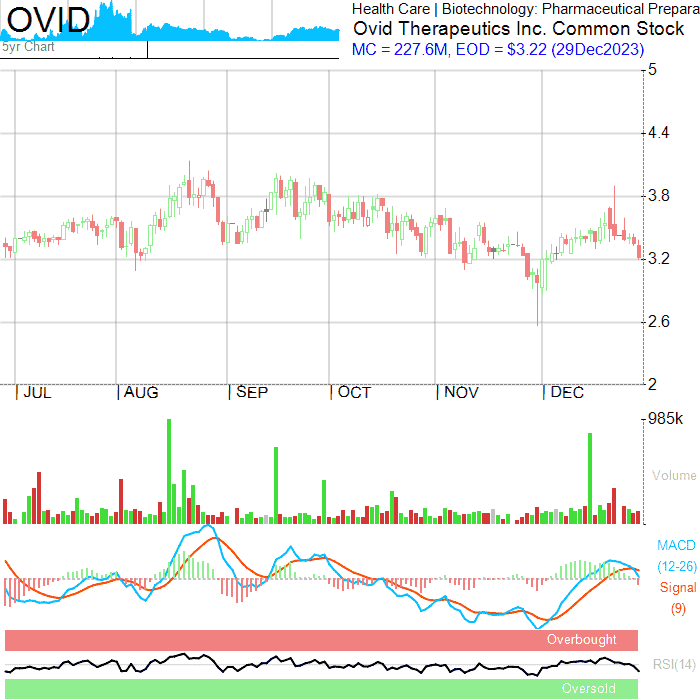 OVID
5yr Chart
Health Care | Biotechnology: Pharmaceutical Prepara
Ovid Therapeutics Inc. Common Stock
MC = 227.6M, EOD = $3.22 (29Dec2023)
5
4.4
3.8
3.2
2.6
2
JUL AUG SEP OCT NOV DEC
985k
Volume
MACD
(12-26)
Signal
(9)
Overbought
RSI(14)
Oversold